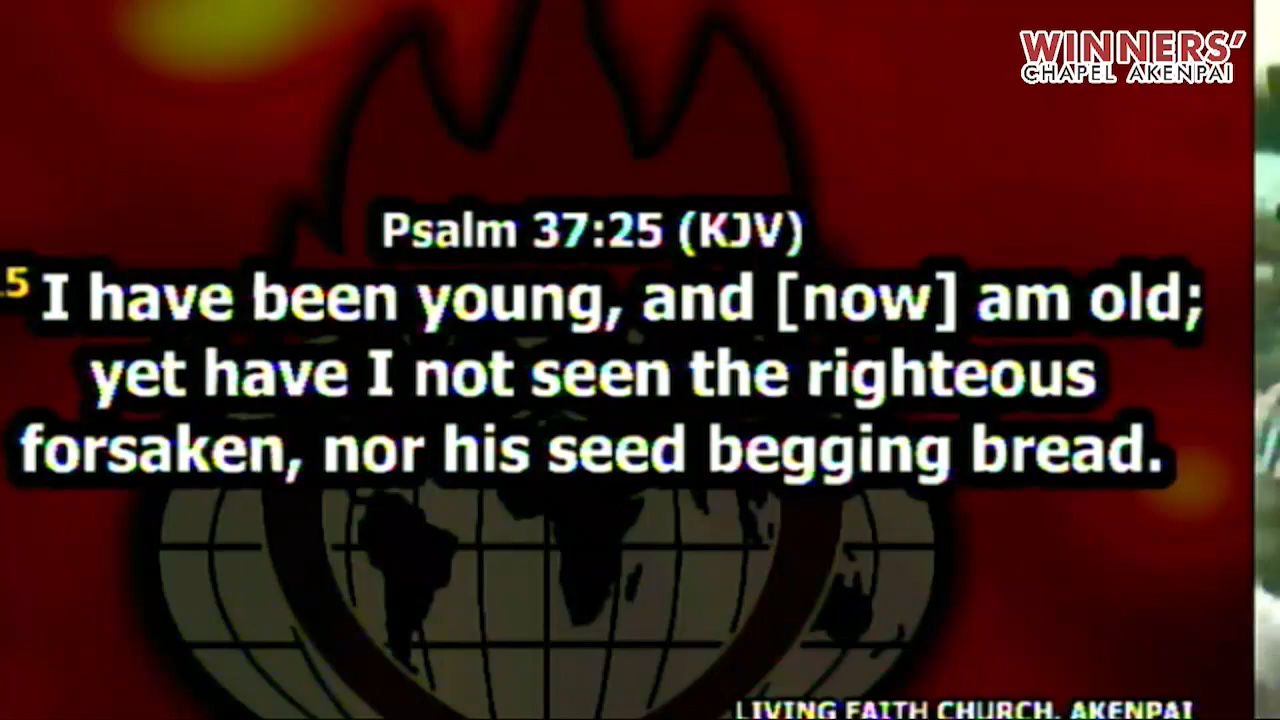 WINNERS'
CHAPEL AKENPAI
Psalm 37:25 (KJV)
5 I have been young, and [now] am old;
yet have I not seen the righteous
forsaken, nor his seed begging bread.
LIVING FAITH CHURCH, AKENPAI